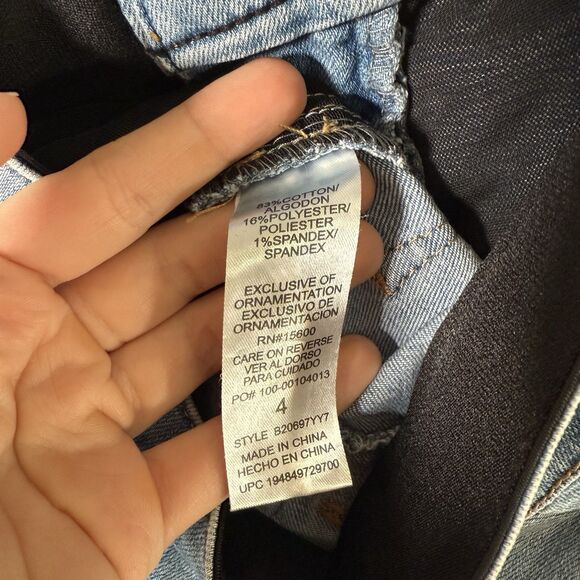 83%COTTON/
ALGODON
16%POLYESTER/
POLIESTER
1%SPANDEX/
SPANDEX
EXCLUSIVE OF
ORNAMENTATION
EXCLUSIVO DE
ORNAMENTACION
RN#15600
CARE ON REVERSE
VER AL DORSO
PARA CUIDADO
PO# 100-00104013
4
STYLE B20697YY7
MADE IN CHINA
HECHO EN CHINA
UPC 194849729700